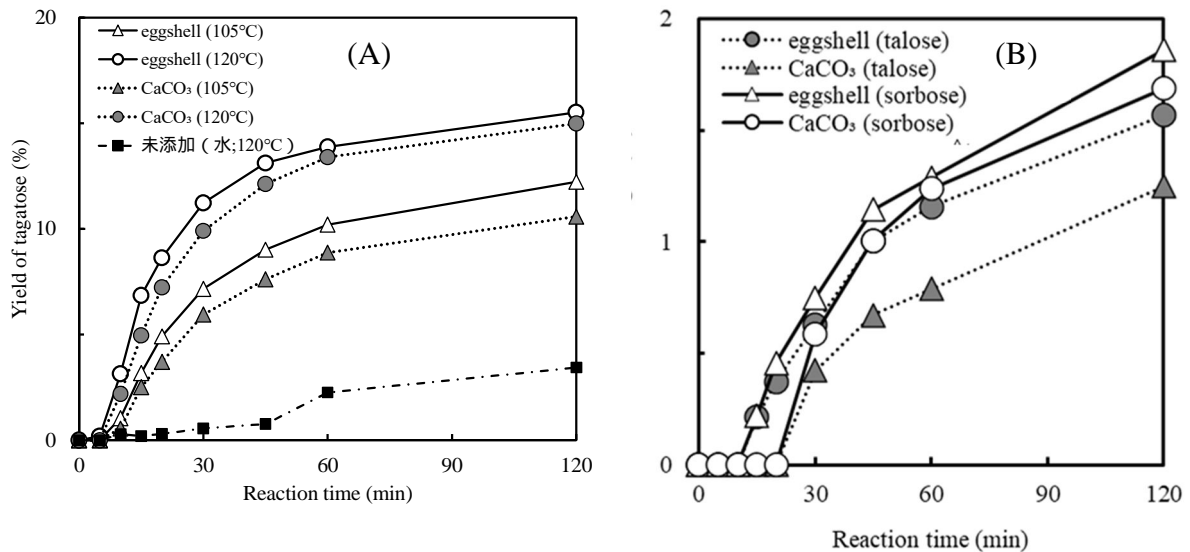 20
eggshell (105℃)
eggshell (120℃)
CaCO₃ (105℃)
CaCO₃ (120℃)
未添加(水;120℃)
(A)
10
0
Yield of tagatose (%)
0 30 60 90 120
Reaction time (min)
2
eggshell (talose)
CaCO₃ (talose)
eggshell (sorbose)
CaCO₃ (sorbose)
(B)
1
0
0 30 60 90 120
Reaction time (min)